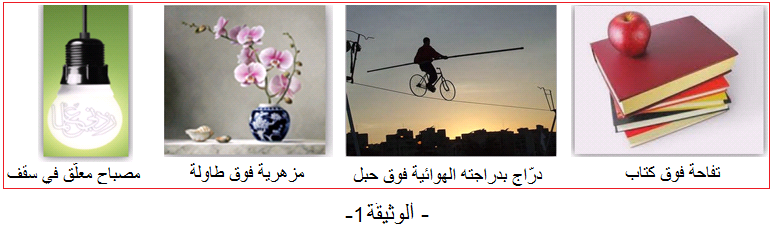 تفاحة فوق كتاب
درّاج بدراجته الهوائية فوق حبل
مزهرية فوق طاولة
مصباح معلّق في سقف
- الوثيقة1-